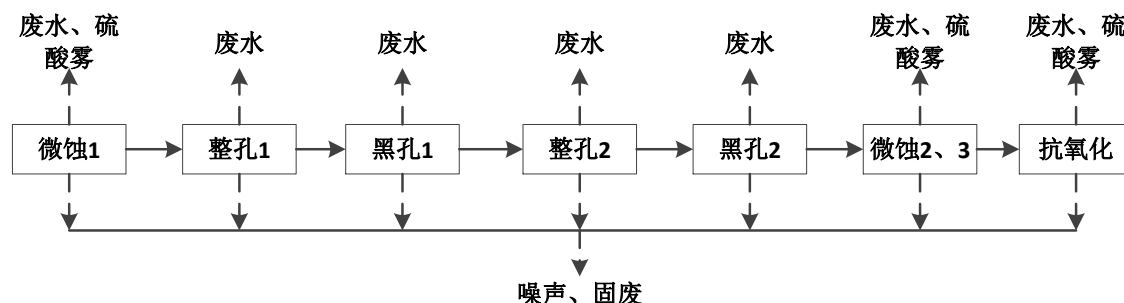 废水、硫
酸雾
废水
废水
废水
废水
废水、硫
酸雾
废水、硫
酸雾
微蚀1
整孔1
黑孔1
整孔2
黑孔2
微蚀2、3
抗氧化
噪声、固废